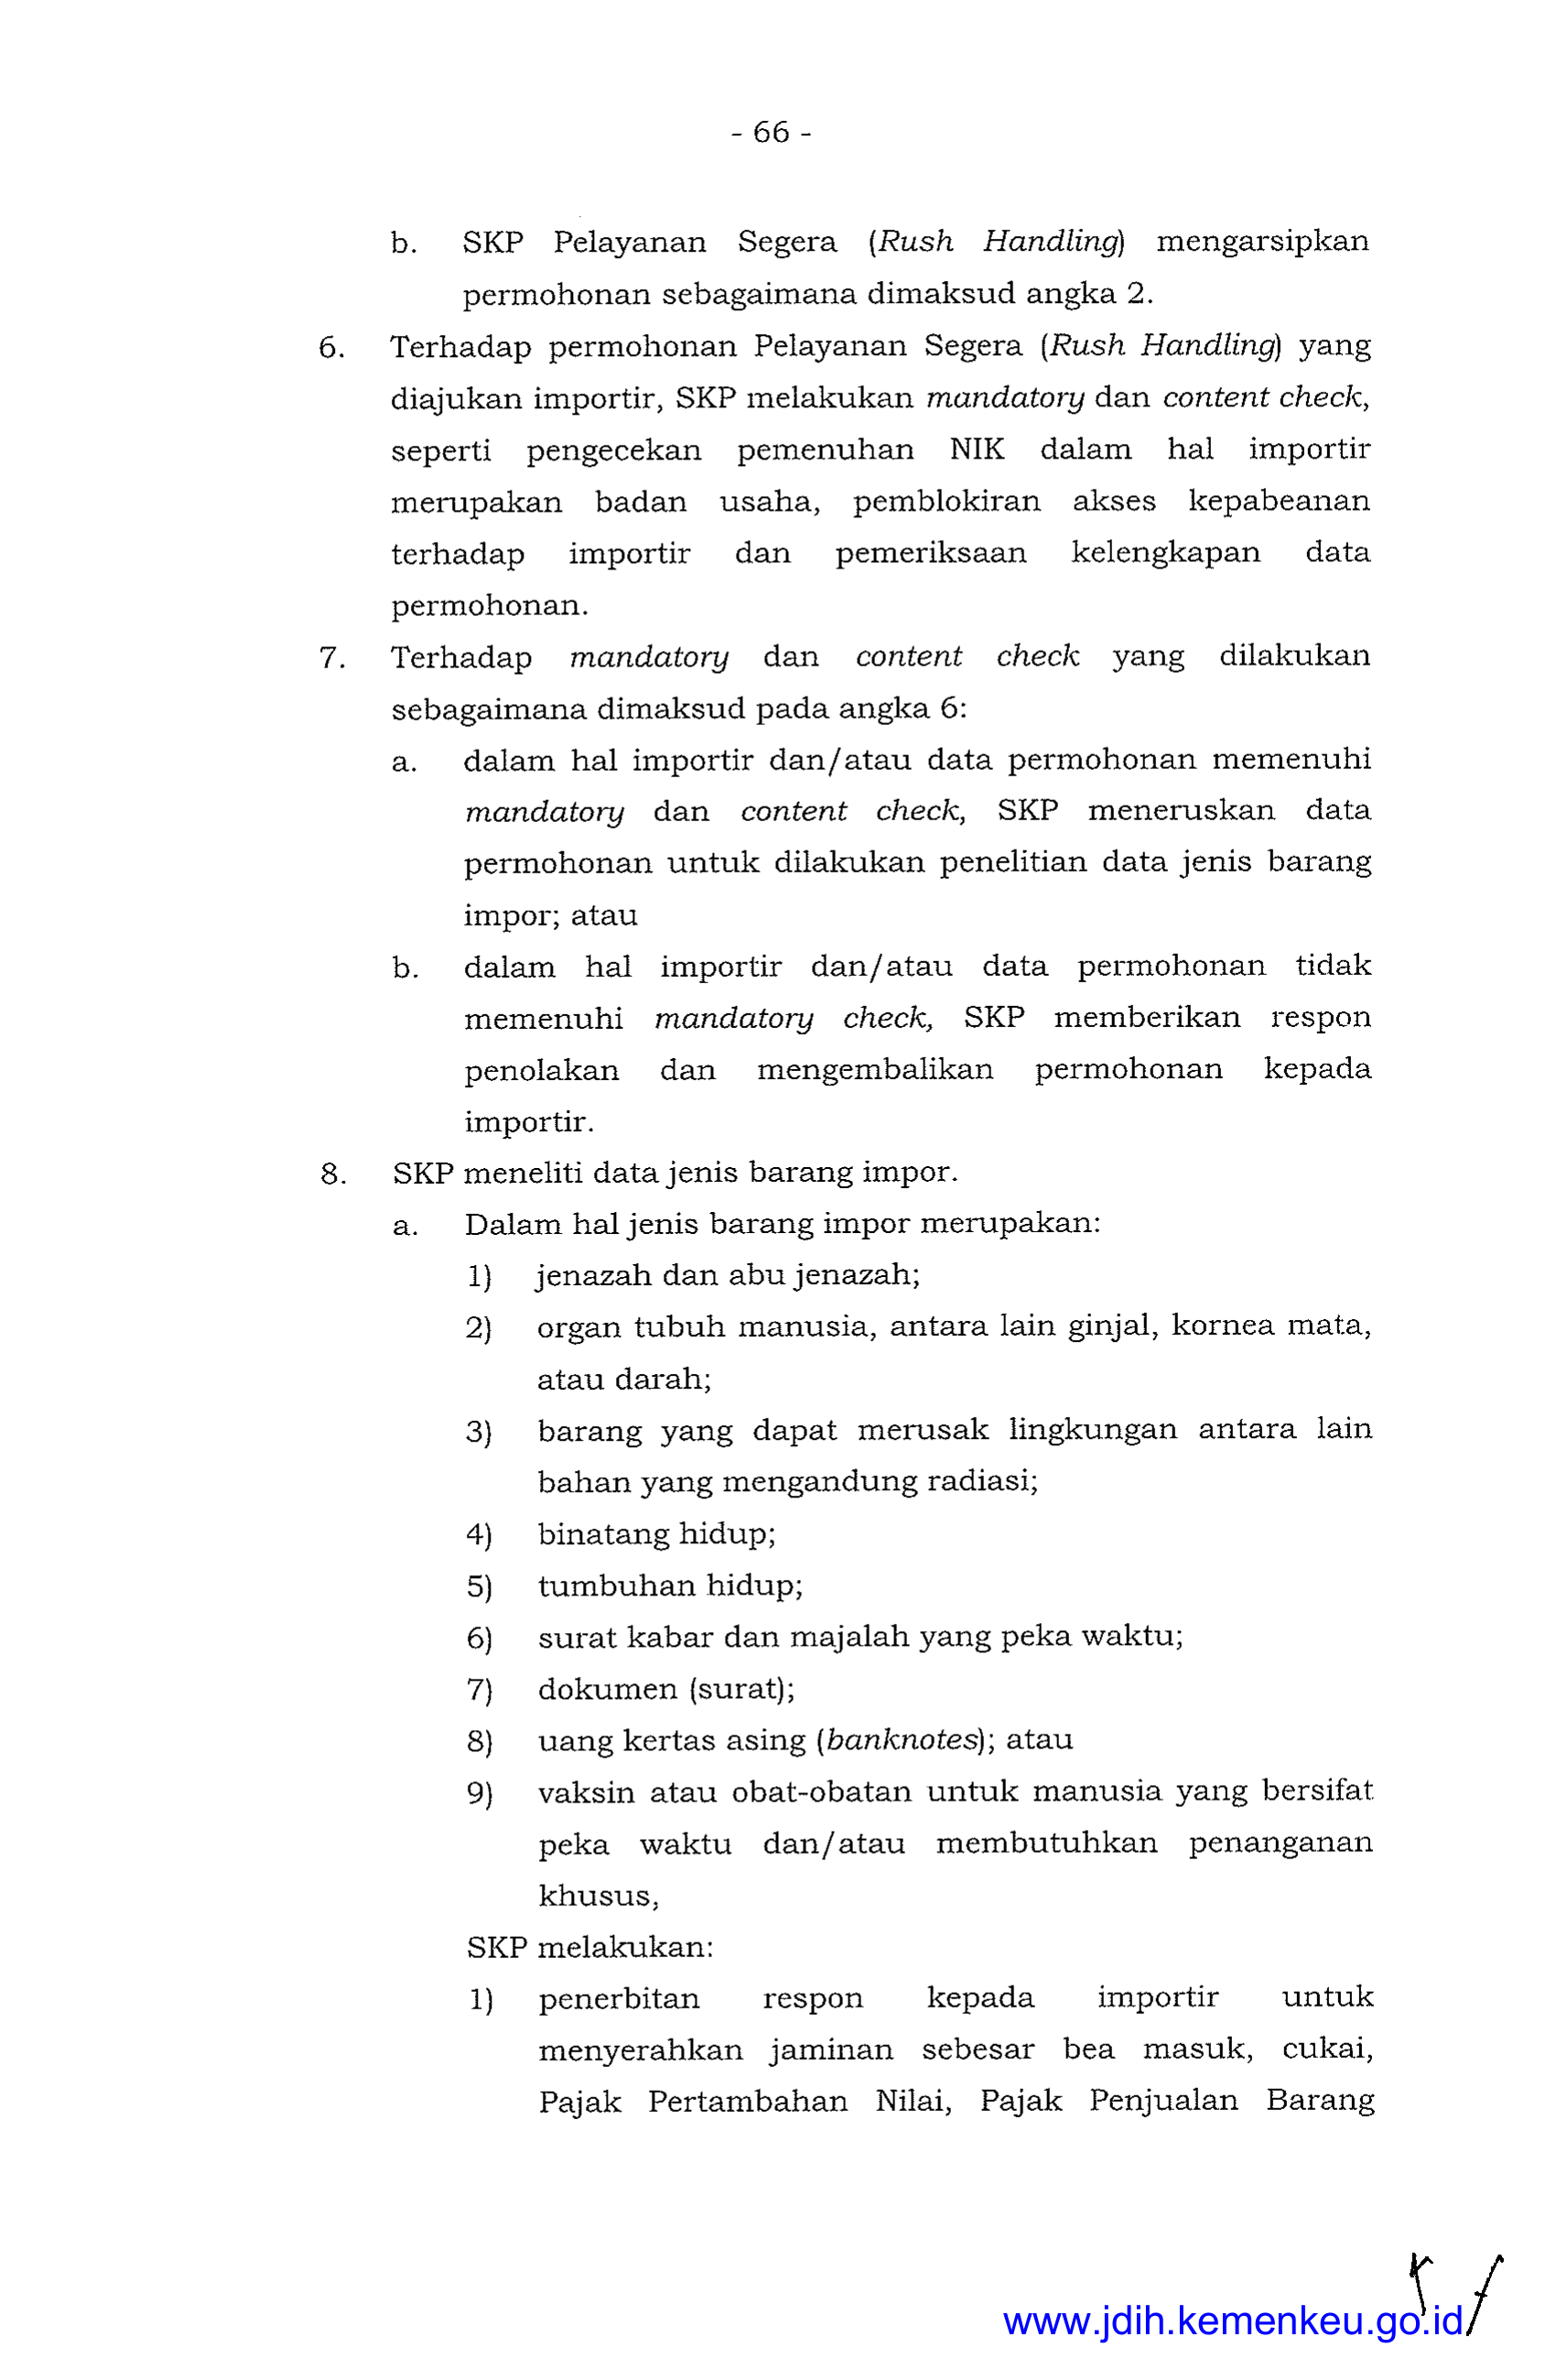 - 66 -
b. SKP Pelayanan Segera (Rush Handling) mengarsipkan
permohonan sebagaimana dimaksud angka 2.
6. Terhadap permohonan Pelayanan Segera (Rush Handling) yang
diajukan importir, SKP melakukan mandatory dan content check,
seperti pengecekan pemenuhan NIK dalam hal importir
merupakan badan usaha, pemblokiran akses kepabeanan
terhadap importir dan pemeriksaan kelengkapan data
permohonan.
7. Terhadap mandatory dan content check yang dilakukan
sebagaimana dimaksud pada angka 6:
a. dalam hal importir dan/atau data permohonan memenuhi
mandatory dan content check, SKP meneruskan data
permohonan untuk dilakukan penelitian data jenis barang
impor; atau
b. dalam hal importir dan/atau data permohonan tidak
memenuhi mandatory check, SKP memberikan respon
penolakan dan mengembalikan permohonan kepada
importir.
8. SKP meneliti data jenis barang impor.
a. Dalam hal jenis barang impor merupakan:
1) jenazah dan abu jenazah;
2) organ tubuh manusia, antara lain ginjal, kornea mata,
atau darah;
3) barang yang dapat merusak lingkungan antara lain
bahan yang mengandung radiasi;
4) binatang hidup;
5) tumbuhan hidup;
6) surat kabar dan majalah yang peka waktu;
7) dokumen (surat);
8) uang kertas asing (banknotes); atau
9) vaksin atau obat-obatan untuk manusia yang bersifat
peka waktu dan/atau membutuhkan penanganan
khusus,
SKP melakukan:
1) penerbitan respon kepada importir untuk
menyerahkan jaminan sebesar bea masuk, cukai,
Pajak Pertambahan Nilai, Pajak Penjualan Barang
www.jdih.kemenkeu.go.id